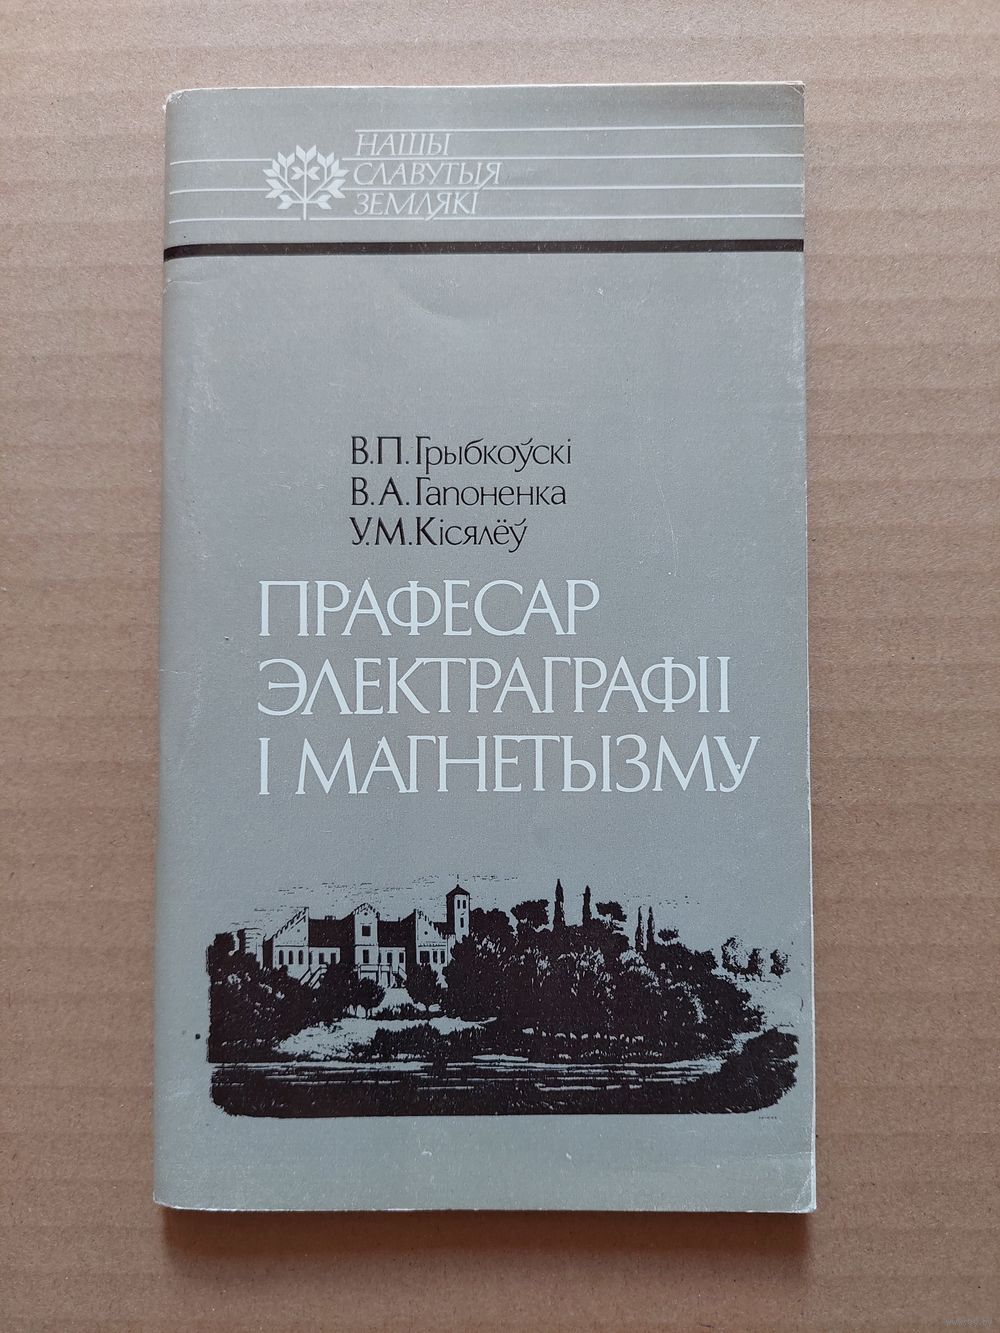 НАШЫ
СЛАВУТЫЯ
ЗЕМЛЯКІ
В.П.Грыбкоўскі
В.А.Гапоненка
У.М.Кісялёў
ПРАФЕСАР
ЭЛЕКТРАГРАФІІ
І МАГНЕТЫЗМУ